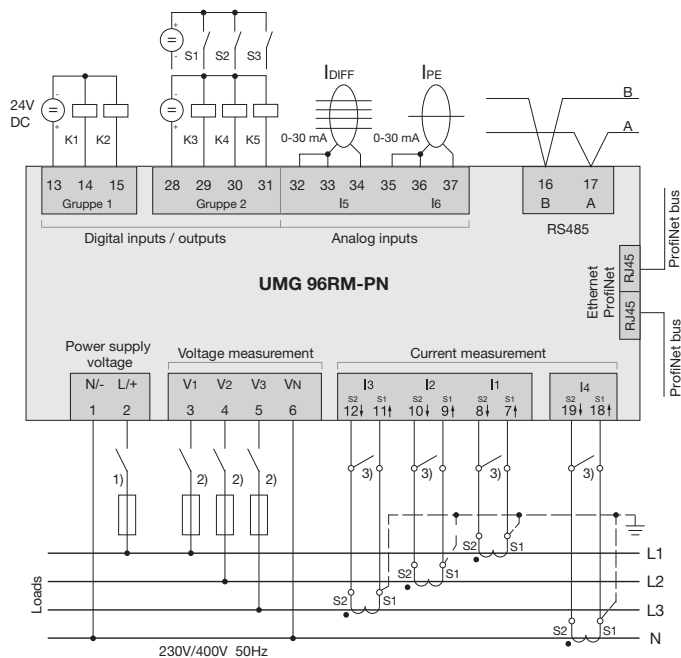 S1 S2 S3
IDIFF IPE
24V
DC
K1 K2 K3 K4 K5
0-30 mA 0-30 mA
B
A
- + - + - +
13 14 15 28 29 30 31 32 33 34 35 36 37 16 17
Gruppe 1 Gruppe 2 I5 I6 B A
Digital inputs / outputs Analog inputs RS485
UMG 96RM-PN
Ethernet
ProfiNet
RJ45
RJ45
ProfiNet bus
ProfiNet bus
Power supply
voltage
Voltage measurement Current measurement
N/- L/+ V1 V2 V3 VN I3 I2 I1 I4
S2 S1 S2 S1 S2 S1 S2 S1
1 2 3 4 5 6 12↓ 11↑ 10↓ 9↑ 8↓ 7↑ 19↓ 18↑
1) 2) 2) 2) 3) 3) 3) 3)
S2 S1
L1
S2 S1
L2
S2 S1
L3
S2 S1
N
Loads
230V/400V 50Hz